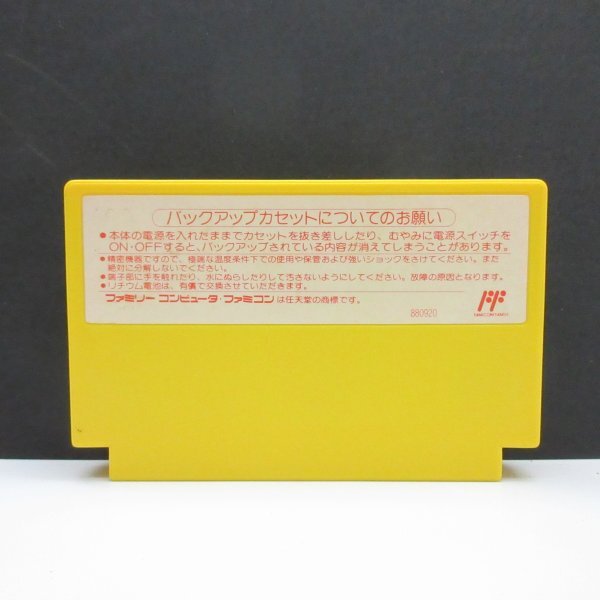 バックアップカセットについてのお願い
●本体の電源を入れたままでカセットを抜き差ししたり、むやみに電源スイッチを
ON・OFFすると、バックアップされている内容が消えてしまうことがあります。
●精密機器ですので、極端な温度条件下での使用や保管および強いショックをさけてください。また
絶対に分解しないでください。
●端子部に手を触れたり、水にぬらしたりして汚さないようにしてください。故障の原因となります。
●リチウム電池は、有償で交換させていただきます。
ファミリー コンピュータ・ファミコン は任天堂の商標です。
880920
FF